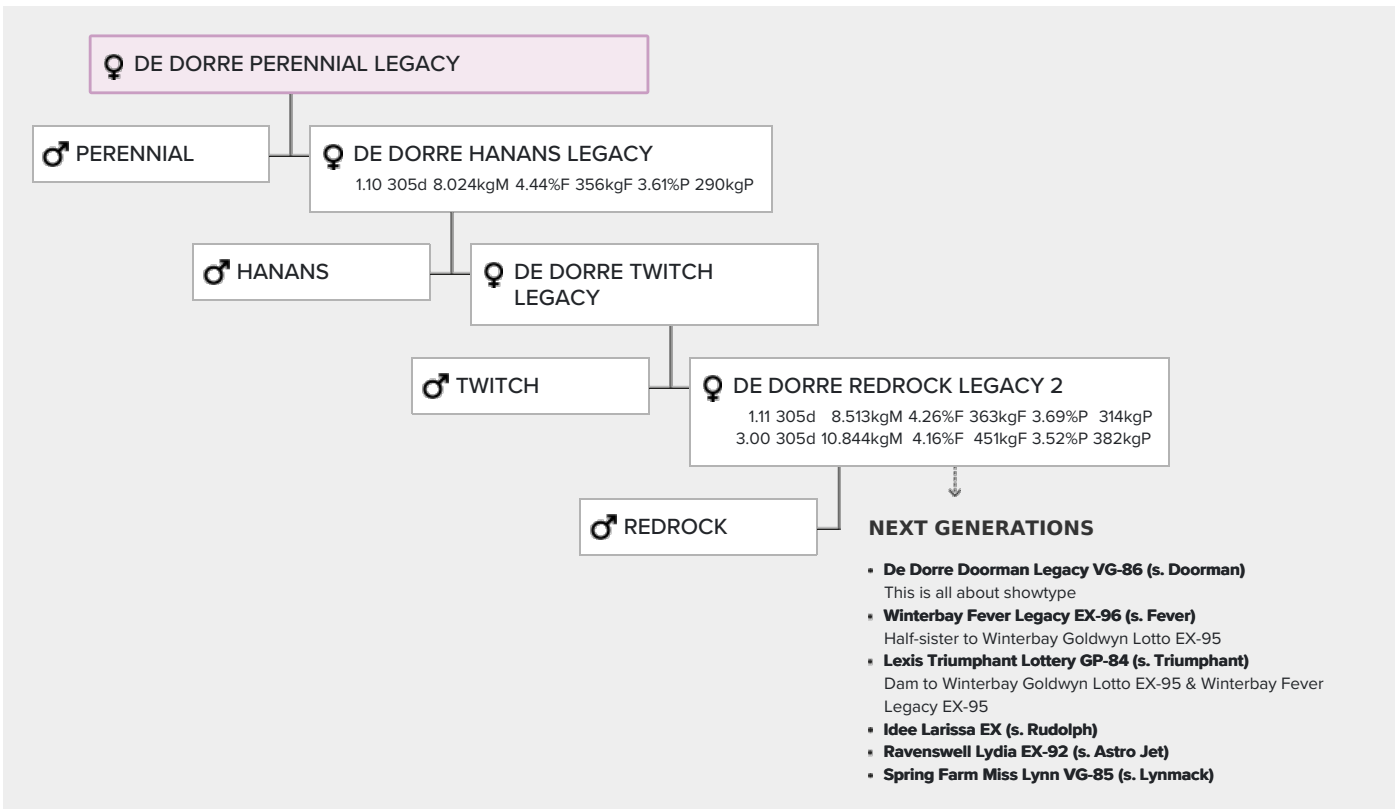 DE DORRE PERENNIAL LEGACY
PERENNIAL
DE DORRE HANANS LEGACY
1.10 305d 8.024kgM 4.44%F 356kgF 3.61%P 290kgP
HANANS
DE DORRE TWITCH
LEGACY
TWITCH
DE DORRE REDROCK LEGACY 2
1.11 305d 8.513kgM 4.26%F 363kgF 3.69%P 314kgP
3.00 305d 10.844kgM 4.16%F 451kgF 3.52%P 382kgP
REDROCK
NEXT GENERATIONS
• De Dorre Doorman Legacy VG-86 (s. Doorman)
This is all about showtype
• Winterbay Fever Legacy EX-96 (s. Fever)
Half-sister to Winterbay Goldwyn Lotto EX-95
• Lexis Triumphant Lottery GP-84 (s. Triumphant)
Dam to Winterbay Goldwyn Lotto EX-95 & Winterbay Fever
Legacy EX-95
• Idee Larissa EX (s. Rudolph)
• Ravenswell Lydia EX-92 (s. Astro Jet)
• Spring Farm Miss Lynn VG-85 (s. Lynmack)